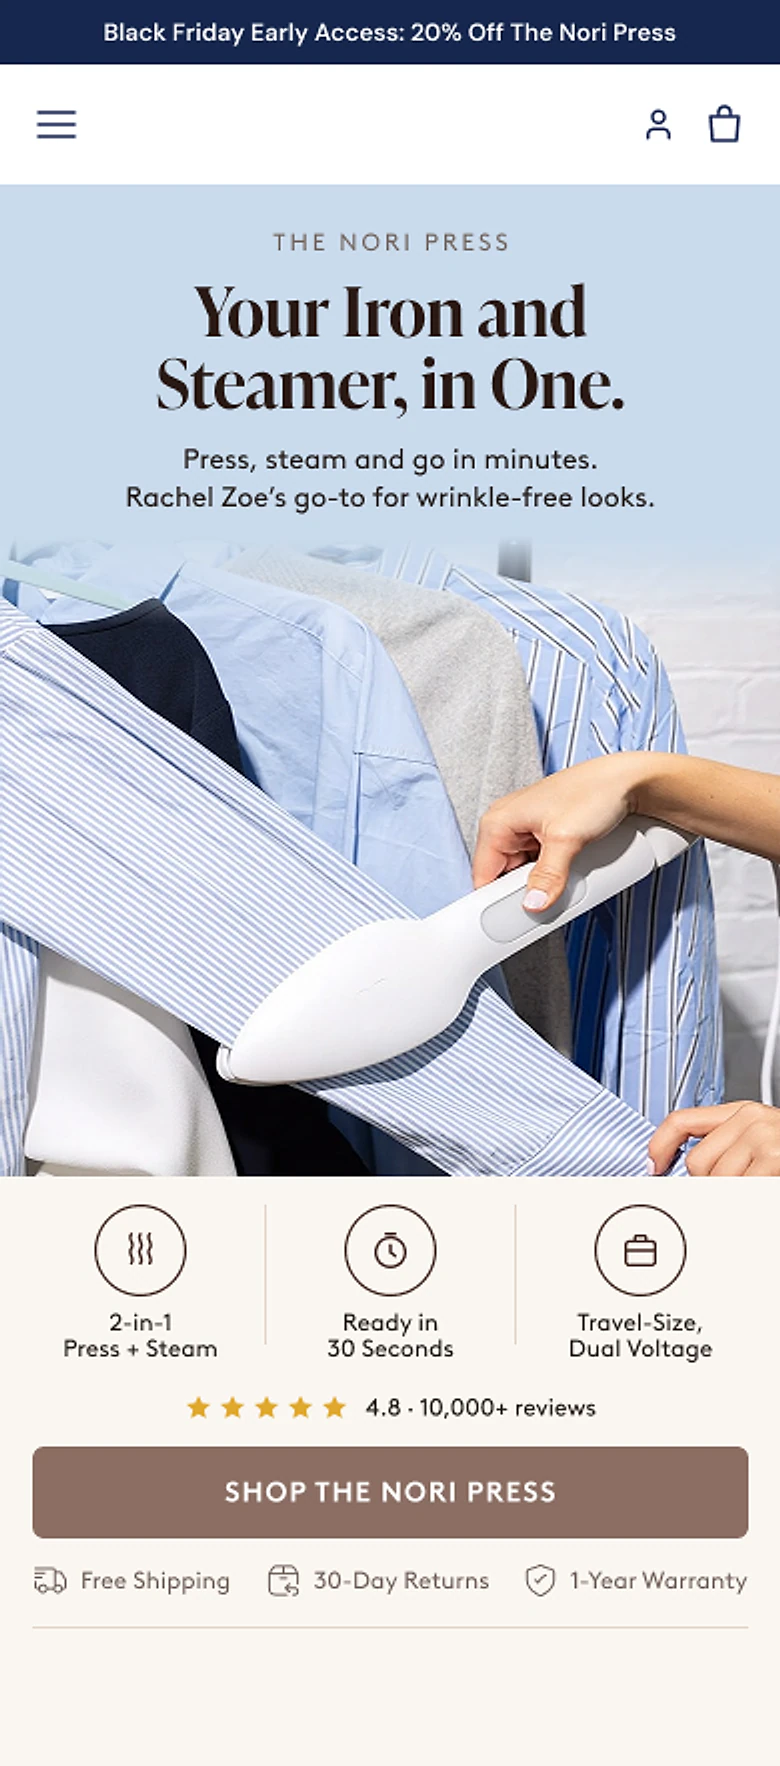 Black Friday Early Access: 20% Off The Nori Press
THE NORI PRESS
Your Iron and
Steamer, in One.
Press, steam and go in minutes.
Rachel Zoe’s go-to for wrinkle-free looks.
2-in-1
Press + Steam
Ready in
30 Seconds
Travel-Size,
Dual Voltage
4.8 · 10,000+ reviews
SHOP THE NORI PRESS
Free Shipping
30-Day Returns
1-Year Warranty